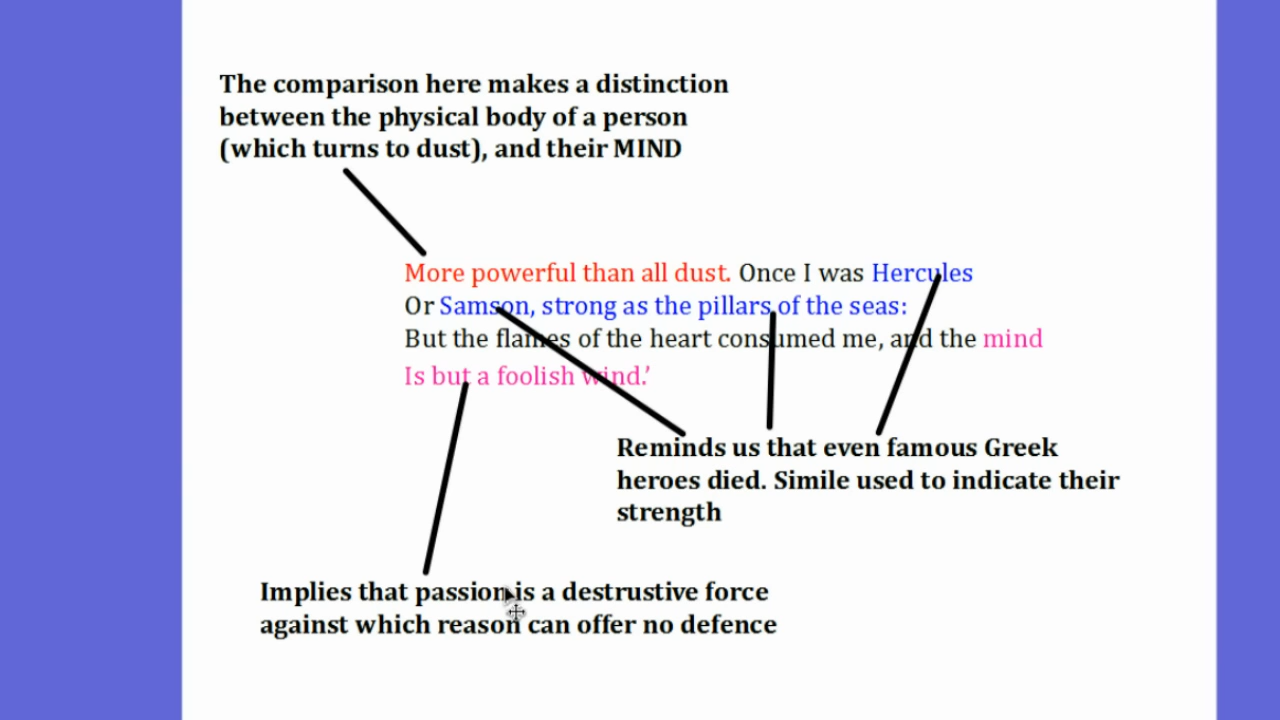 The comparison here makes a distinction
between the physical body of a person
(which turns to dust), and their MIND
More powerful than all dust. Once I was Hercules
Or Samson, strong as the pillars of the seas:
But the flames of the heart consumed me, and the mind
Is but a foolish wind.’
Reminds us that even famous Greek
heroes died. Simile used to indicate their
strength
Implies that passion is a destrustive force
against which reason can offer no defence